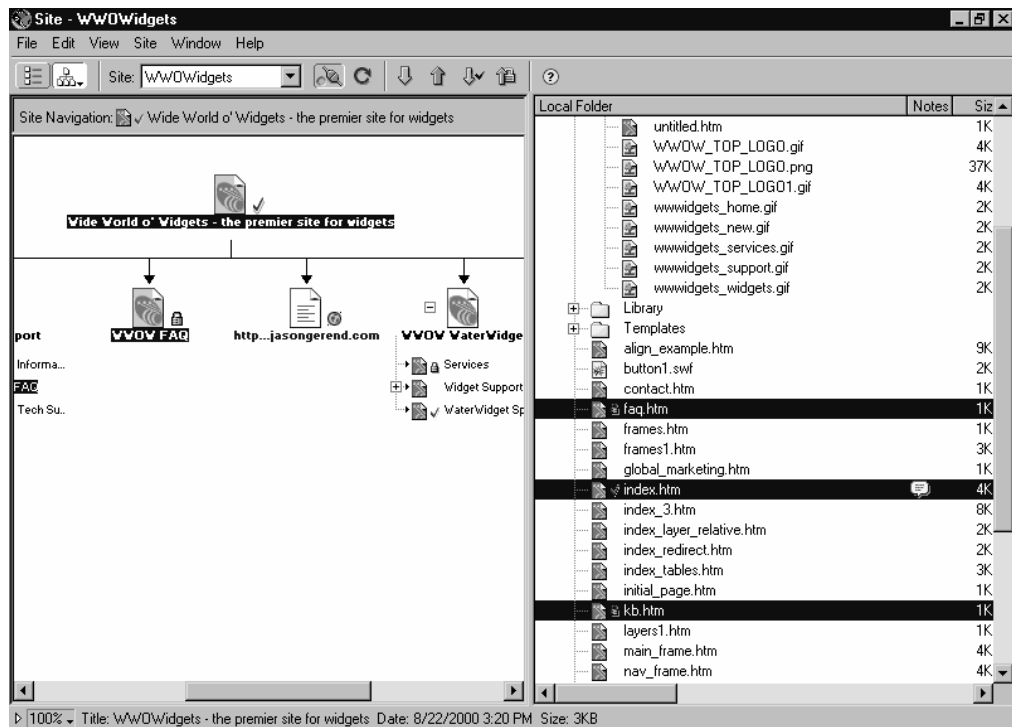 Site - WWOWidgets
File Edit View Site Window Help
Site: WWOWidgets
Site Navigation: Wide World o' Widgets - the premier site for widgets
Wide World o' Widgets - the premier site for widgets
port
WWOW FAQ
http...jasongerend.com
WWOW WaterWidge
Informa...
FAQ
Tech Su..
Services
Widget Support
WaterWidget Sp
Local Folder Notes Siz
untitled.htm 1K
WWOW_TOP_LOGO.gif 4K
WWOW_TOP_LOGO.png 37K
WWOW_TOP_LOGO1.gif 4K
wwwidgets_home.gif 2K
wwwidgets_new.gif 2K
wwwidgets_services.gif 2K
wwwidgets_support.gif 2K
wwwidgets_widgets.gif 2K
Library
Templates
align_example.htm 9K
button1.swf 2K
contact.htm 1K
faq.htm 1K
frames.htm 1K
frames1.htm 3K
global_marketing.htm 1K
index.htm 4K
index_3.htm 8K
index_layer_relative.htm 2K
index_redirect.htm 2K
index_tables.htm 3K
initial_page.htm 1K
kb.htm 1K
layers1.htm 1K
main_frame.htm 4K
nav_frame.htm 4K
100% Title: WWOWidgets - the premier site for widgets Date: 8/22/2000 3:20 PM Size: 3KB